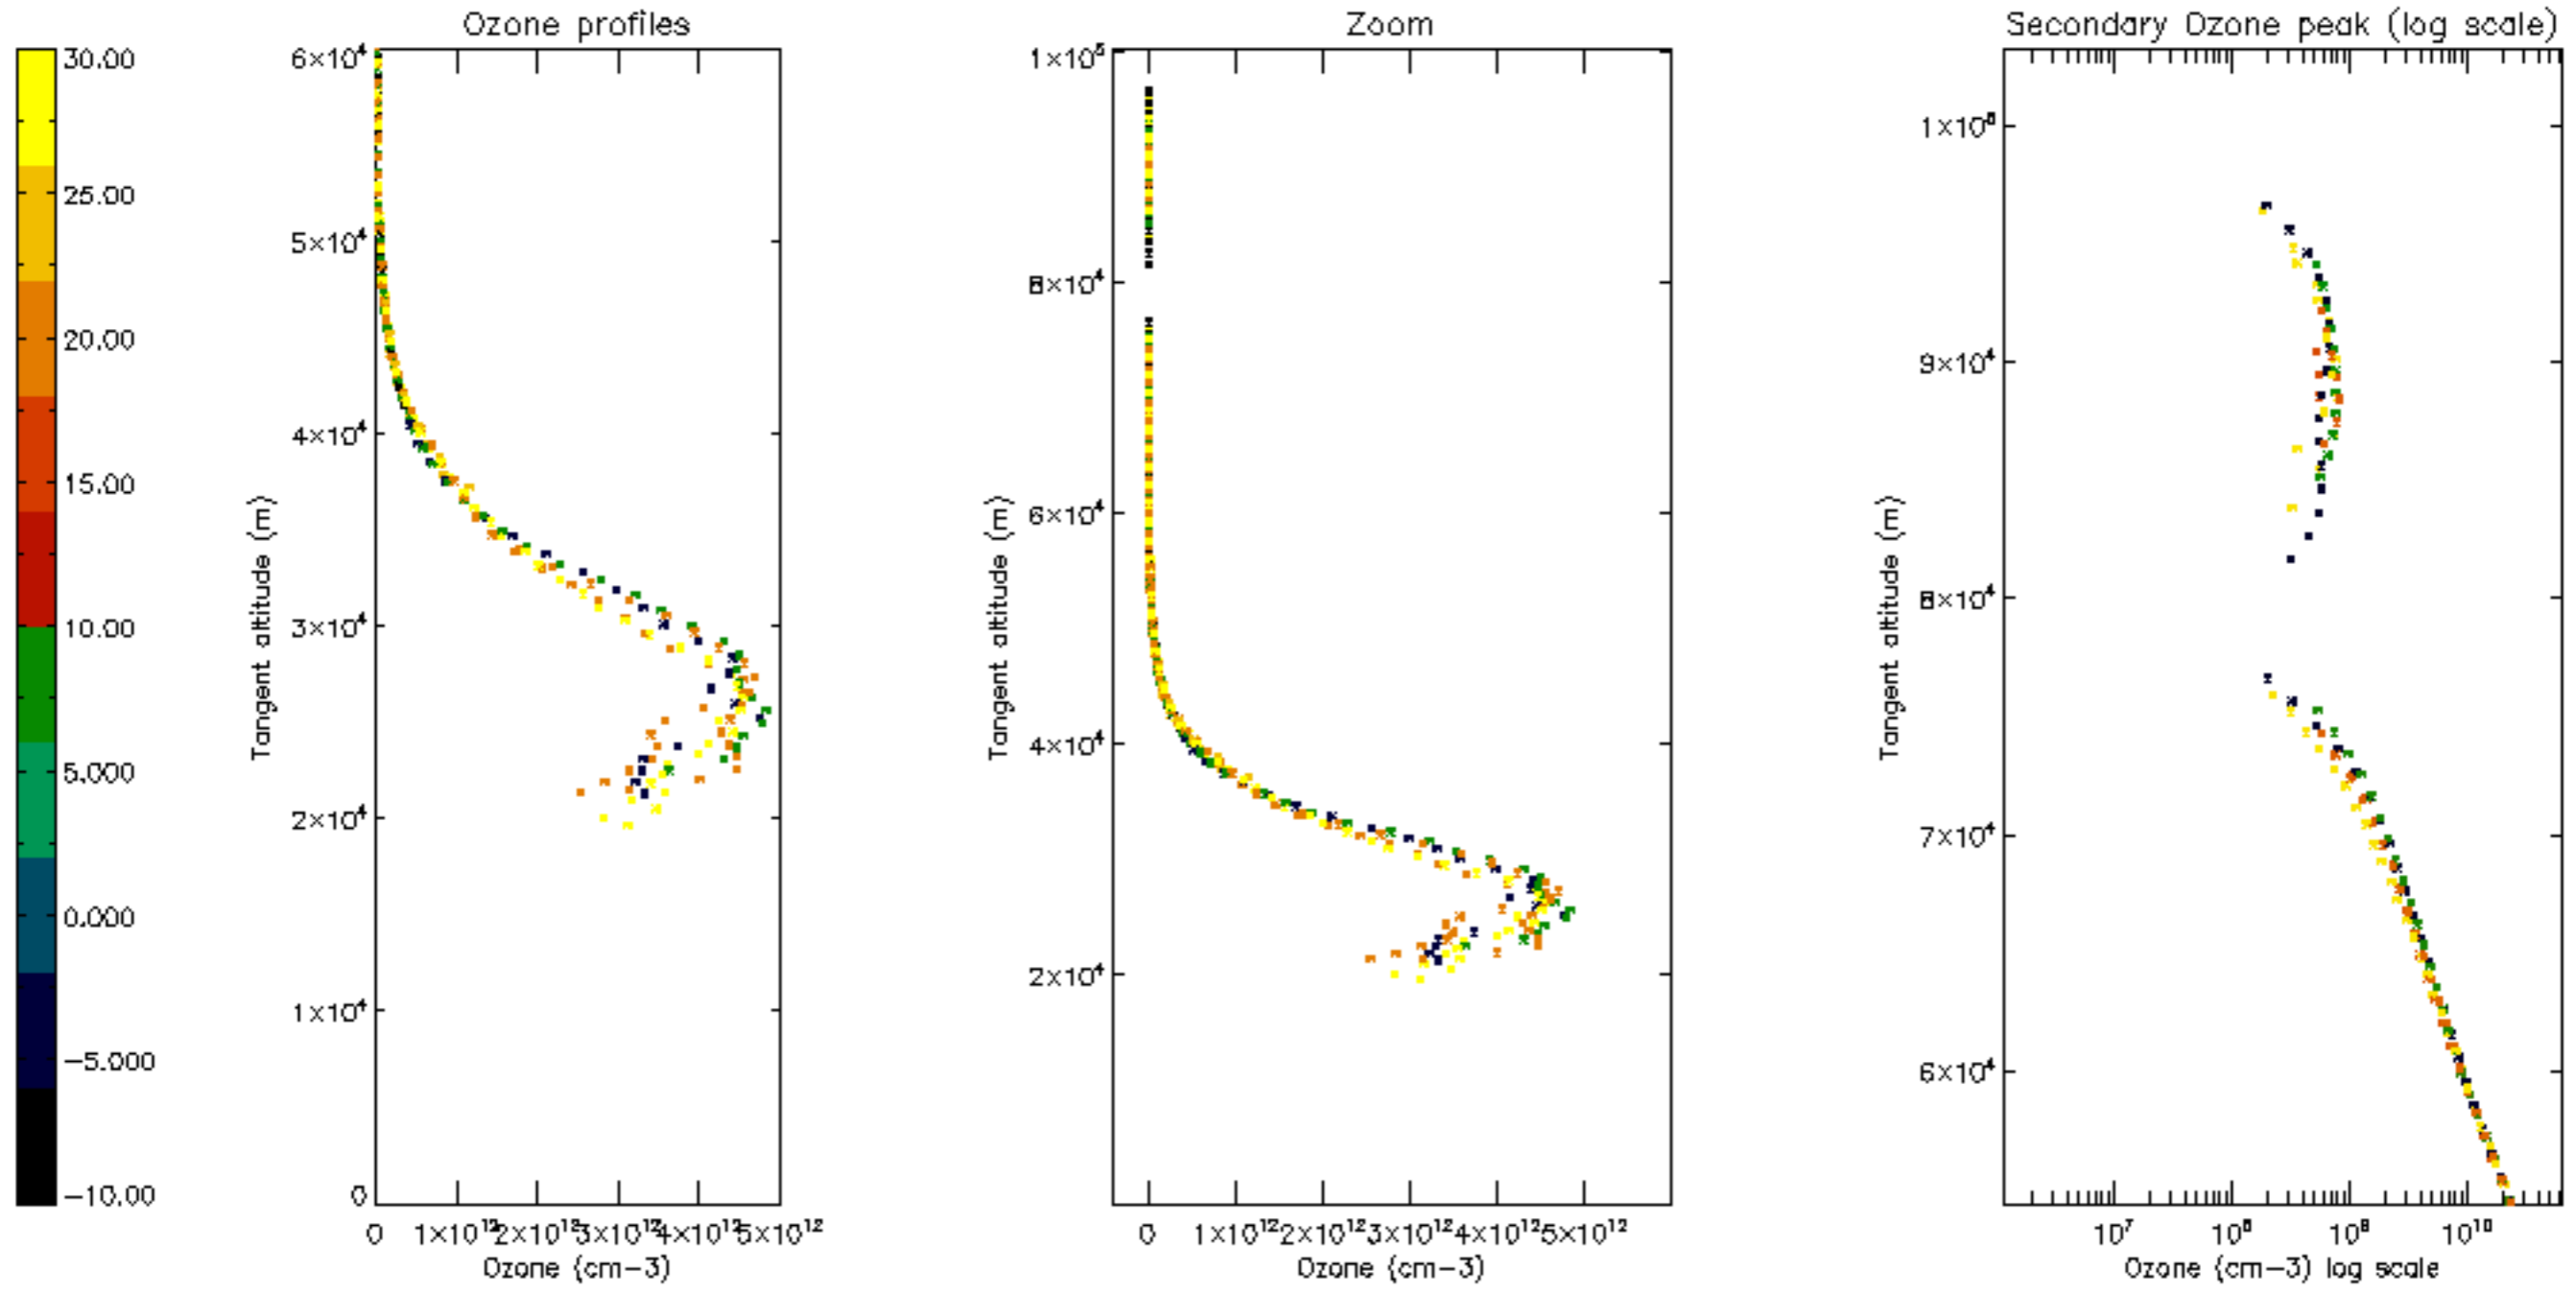 Ozone profiles
Zoom
Secondary Ozone peak (log scale)
30.00
25.00
20.00
15.00
10.00
5.000
0.000
−5.000
−10.00
6×10⁴
5×10⁴
4×10⁴
3×10⁴
2×10⁴
1×10⁴
0
Tangent altitude (m)
0 1×10¹² 2×10¹² 3×10¹² 4×10¹² 5×10¹²
Ozone (cm−3)
1×10⁵
8×10⁴
6×10⁴
4×10⁴
2×10⁴
Tangent altitude (m)
0 1×10¹² 2×10¹² 3×10¹² 4×10¹² 5×10¹²
Ozone (cm−3)
1×10⁵
9×10⁴
8×10⁴
7×10⁴
6×10⁴
Tangent altitude (m)
10⁷ 10⁸ 10⁹ 10¹⁰
Ozone (cm−3) log scale